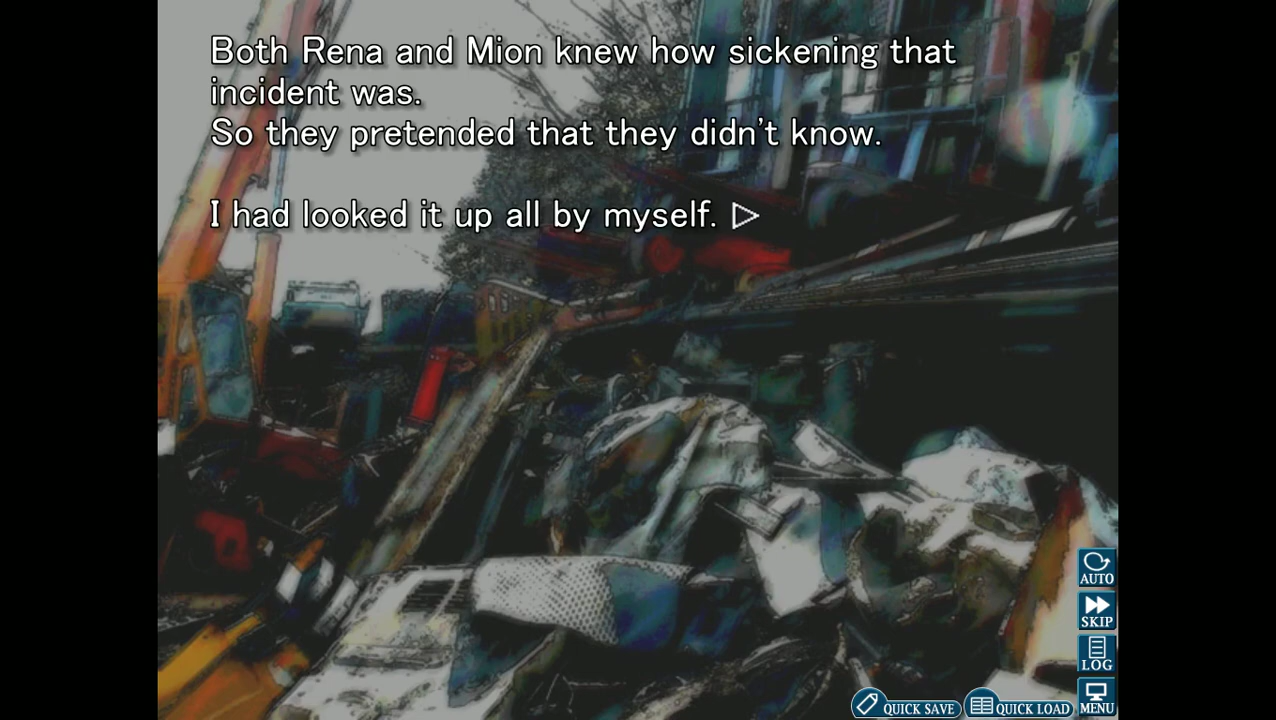 Both Rena and Mion knew how sickening that
incident was.
So they pretended that they didn't know.
I had looked it up all by myself.
AUTO
SKIP
LOG
MENU
QUICK SAVE
QUICK LOAD